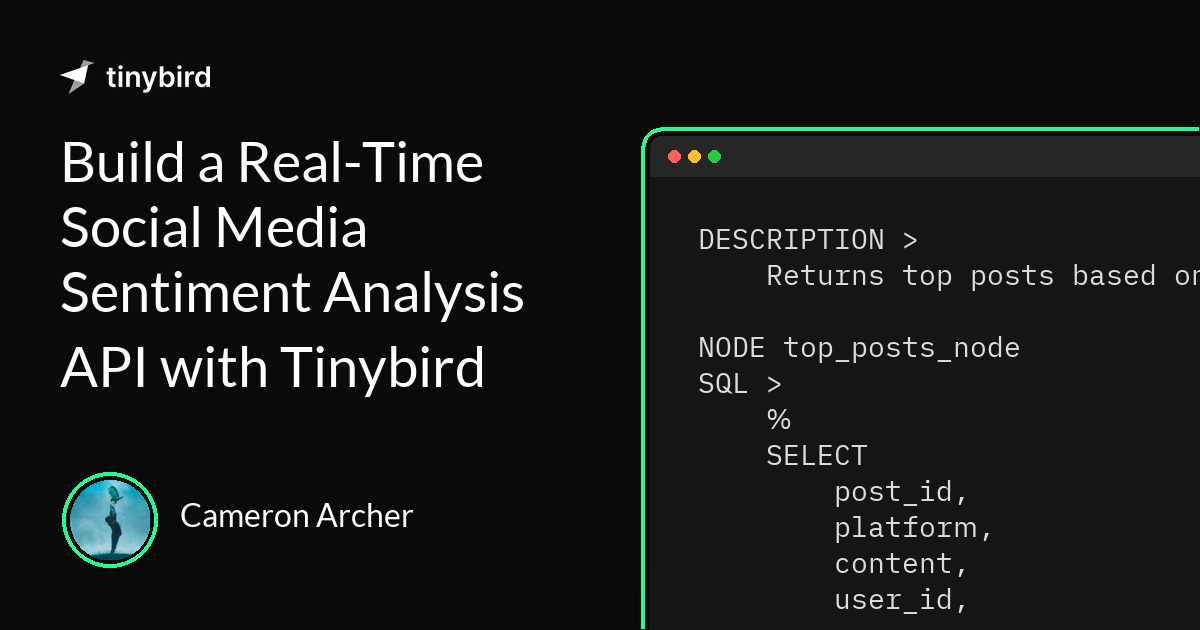 tinybird
Build a Real-Time
Social Media
Sentiment Analysis
API with Tinybird
Cameron Archer
DESCRIPTION >
Returns top posts based on
NODE top_posts_node
SQL >
%
SELECT
post_id,
platform,
content,
user_id,